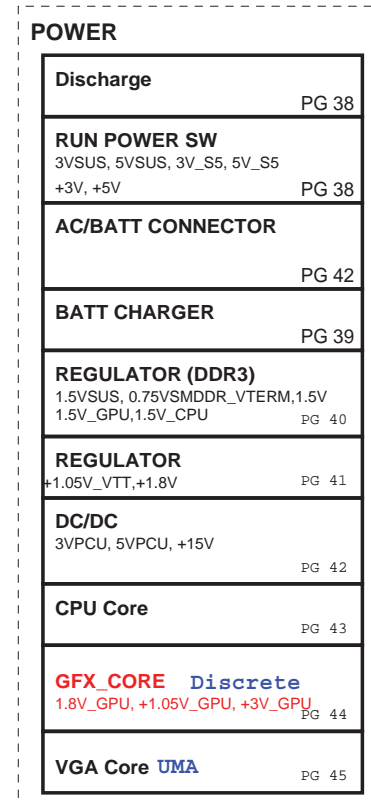 POWER
Discharge
PG 38
RUN POWER SW
3VSUS, 5VSUS, 3V_S5, 5V_S5
+3V, +5V PG 38
AC/BATT CONNECTOR
PG 42
BATT CHARGER
PG 39
REGULATOR (DDR3)
1.5VSUS, 0.75VSMDDR_VTERM,1.5V
1.5V_GPU,1.5V_CPU PG 40
REGULATOR
+1.05V_VTT,+1.8V PG 41
DC/DC
3VPCU, 5VPCU, +15V
PG 42
CPU Core
PG 43
GFX_CORE Discrete
1.8V_GPU, +1.05V_GPU, +3V_GPU
PG 44
VGA Core UMA
PG 45